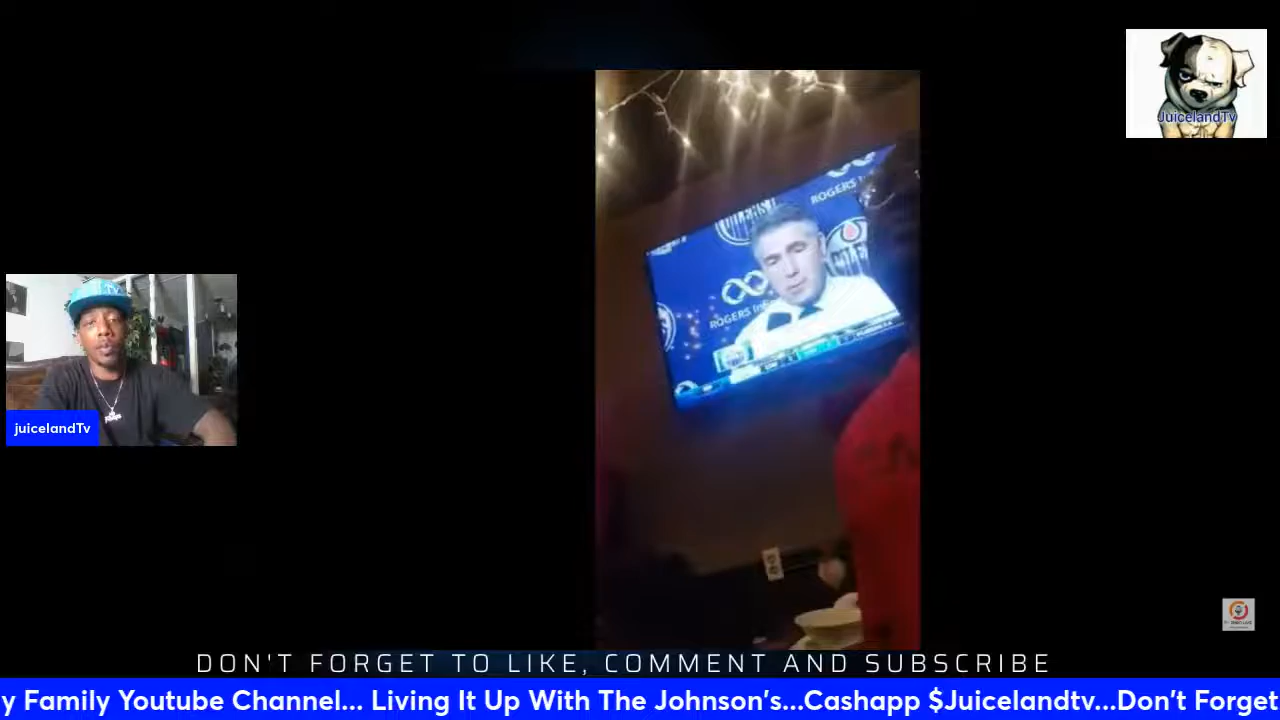 JuicelandTv
OILERS
ROGERS
ROGERS
juicelandTv
DON'T FORGET TO LIKE, COMMENT AND SUBSCRIBE
y Family Youtube Channel... Living It Up With The Johnson's...Cashapp $Juicelandtv...Don't Forget